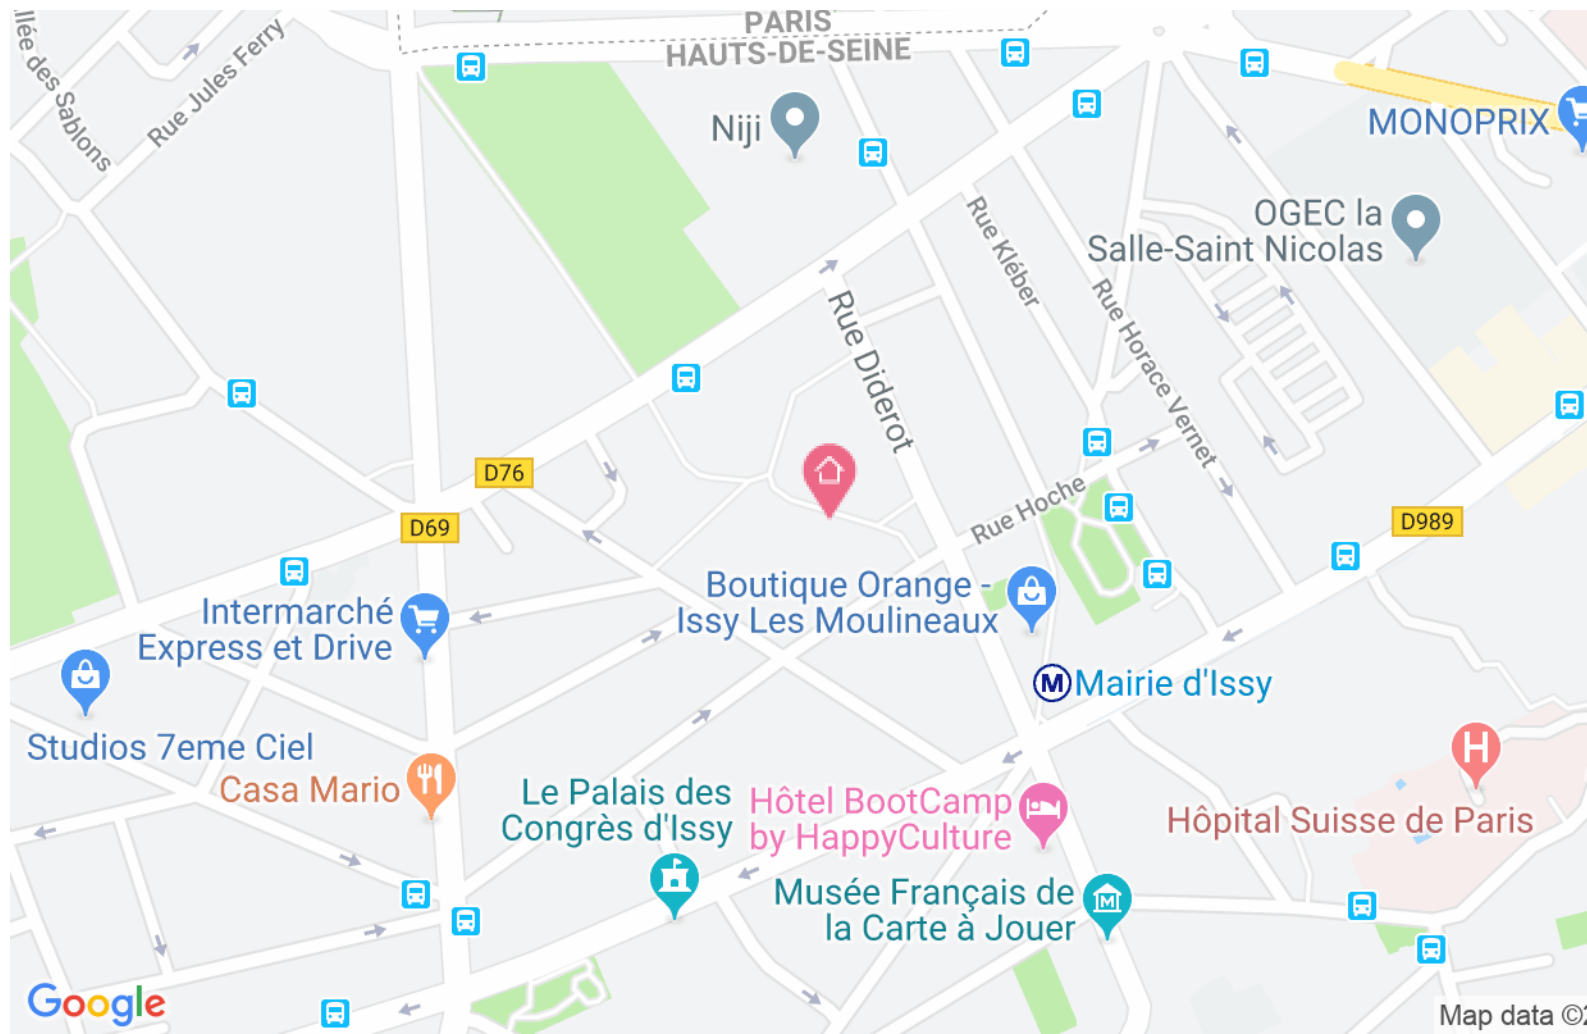 PARIS
HAUTS-DE-SEINE
llée des Sablons
Rue Jules Ferry
Niji
MONOPRIX
OGEC la
Salle-Saint Nicolas
Rue Kléber
Rue Horace Vernet
Rue Diderot
D76
D69
Rue Hoche
D989
Boutique Orange -
Issy Les Moulineaux
Intermarché
Express et Drive
M
Mairie d'Issy
Studios 7eme Ciel
Casa Mario
H
Le Palais des
Congrès d'Issy
Hôtel BootCamp
by HappyCulture
Hôpital Suisse de Paris
M
Musée Français de
la Carte à Jouer
Google
Map data ©2